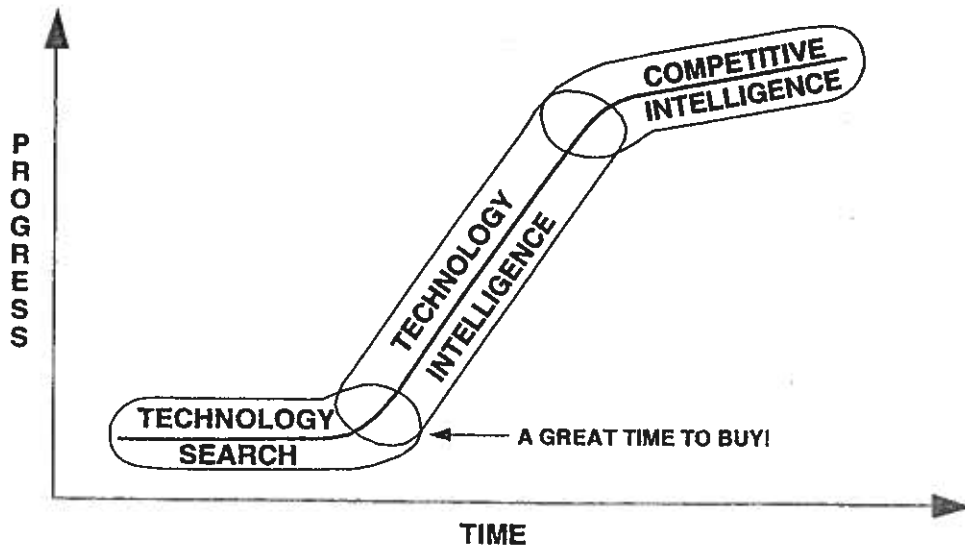 COMPETITIVE
INTELLIGENCE
PROGRESS
TECHNOLOGY
INTELLIGENCE
TECHNOLOGY
SEARCH
A GREAT TIME TO BUY!
TIME